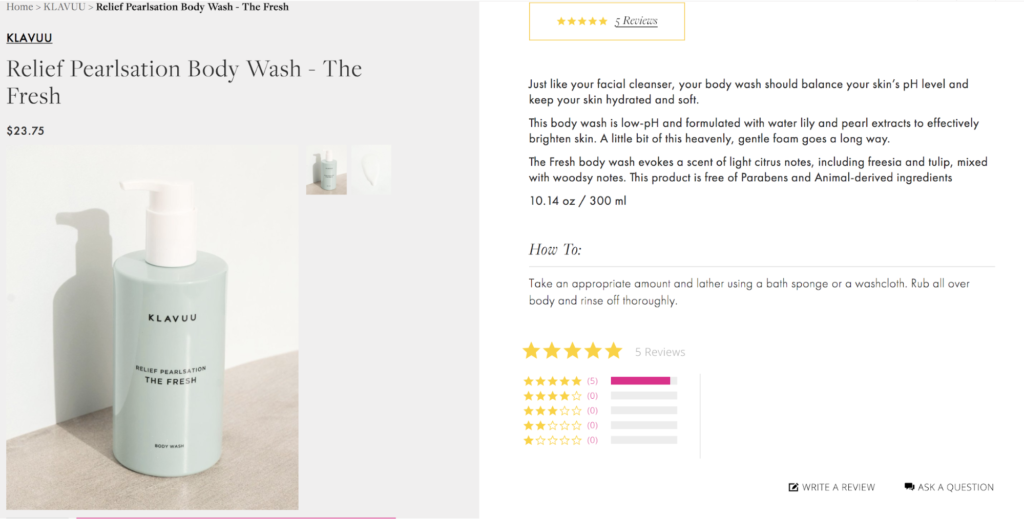 Home > KLAVUU > Relief Pearlsation Body Wash - The Fresh
KLAVUU
Relief Pearlsation Body Wash - The
Fresh
$23.75
KLAVUU
RELIEF PEARLSATION
THE FRESH
BODY WASH
5 Reviews
Just like your facial cleanser, your body wash should balance your skin's pH level and
keep your skin hydrated and soft.
This body wash is low-pH and formulated with water lily and pearl extracts to effectively
brighten skin. A little bit of this heavenly, gentle foam goes a long way.
The Fresh body wash evokes a scent of light citrus notes, including freesia and tulip, mixed
with woodsy notes. This product is free of Parabens and Animal-derived ingredients
10.14 oz / 300 ml
How To:
Take an appropriate amount and lather using a bath sponge or a washcloth. Rub all over
body and rinse off thoroughly.
5 Reviews
(5)
(0)
(0)
(0)
(0)
WRITE A REVIEW
ASK A QUESTION